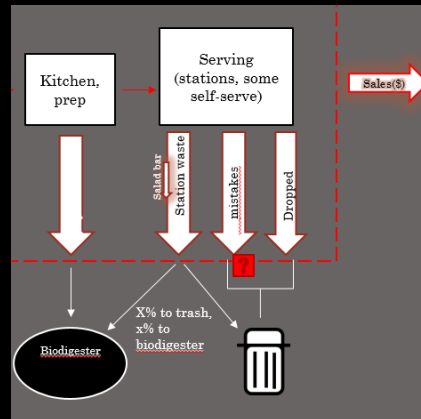 Serving
(stations, some
self-serve)
Kitchen,
prep
Sales($)
Salad bar
Station waste
mistakes
Dropped
?
X% to trash,
x% to
biodigester
Biodigester